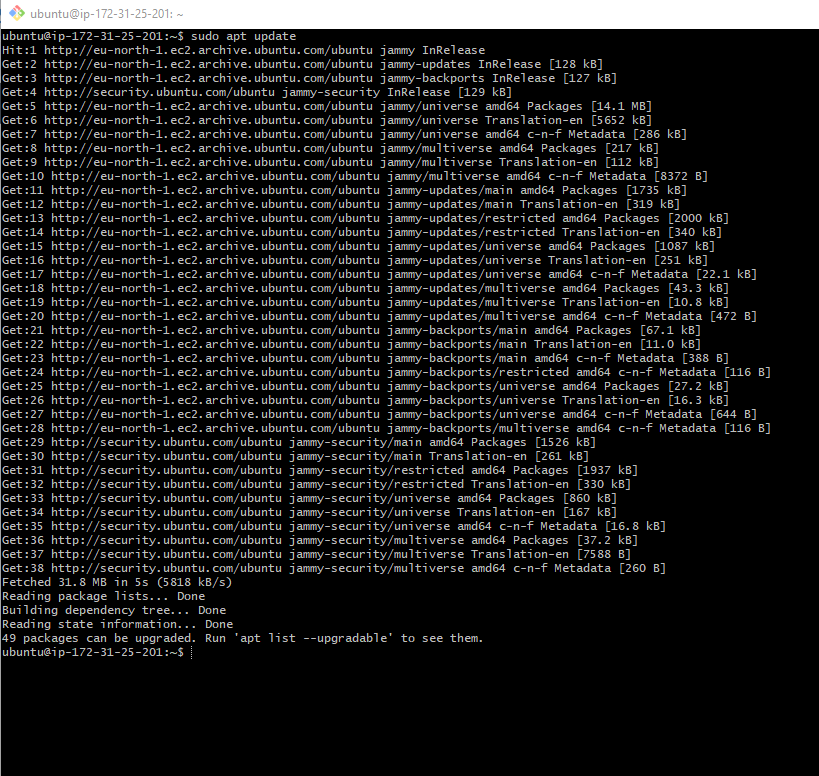 ubuntu@ip-172-31-25-201: ~
ubuntu@ip-172-31-25-201:~$ sudo apt update
Hit:1 http://eu-north-1.ec2.archive.ubuntu.com/ubuntu jammy InRelease
Get:2 http://eu-north-1.ec2.archive.ubuntu.com/ubuntu jammy-updates InRelease [128 kB]
Get:3 http://eu-north-1.ec2.archive.ubuntu.com/ubuntu jammy-backports InRelease [127 kB]
Get:4 http://security.ubuntu.com/ubuntu jammy-security InRelease [129 kB]
Get:5 http://eu-north-1.ec2.archive.ubuntu.com/ubuntu jammy/universe amd64 Packages [14.1 MB]
Get:6 http://eu-north-1.ec2.archive.ubuntu.com/ubuntu jammy/universe Translation-en [5652 kB]
Get:7 http://eu-north-1.ec2.archive.ubuntu.com/ubuntu jammy/universe amd64 c-n-f Metadata [286 kB]
Get:8 http://eu-north-1.ec2.archive.ubuntu.com/ubuntu jammy/multiverse amd64 Packages [217 kB]
Get:9 http://eu-north-1.ec2.archive.ubuntu.com/ubuntu jammy/multiverse Translation-en [112 kB]
Get:10 http://eu-north-1.ec2.archive.ubuntu.com/ubuntu jammy/multiverse amd64 c-n-f Metadata [8372 B]
Get:11 http://eu-north-1.ec2.archive.ubuntu.com/ubuntu jammy-updates/main amd64 Packages [1735 kB]
Get:12 http://eu-north-1.ec2.archive.ubuntu.com/ubuntu jammy-updates/main Translation-en [319 kB]
Get:13 http://eu-north-1.ec2.archive.ubuntu.com/ubuntu jammy-updates/restricted amd64 Packages [2000 kB]
Get:14 http://eu-north-1.ec2.archive.ubuntu.com/ubuntu jammy-updates/restricted Translation-en [340 kB]
Get:15 http://eu-north-1.ec2.archive.ubuntu.com/ubuntu jammy-updates/universe amd64 Packages [1087 kB]
Get:16 http://eu-north-1.ec2.archive.ubuntu.com/ubuntu jammy-updates/universe Translation-en [251 kB]
Get:17 http://eu-north-1.ec2.archive.ubuntu.com/ubuntu jammy-updates/universe amd64 c-n-f Metadata [22.1 kB]
Get:18 http://eu-north-1.ec2.archive.ubuntu.com/ubuntu jammy-updates/multiverse amd64 Packages [43.3 kB]
Get:19 http://eu-north-1.ec2.archive.ubuntu.com/ubuntu jammy-updates/multiverse Translation-en [10.8 kB]
Get:20 http://eu-north-1.ec2.archive.ubuntu.com/ubuntu jammy-updates/multiverse amd64 c-n-f Metadata [472 B]
Get:21 http://eu-north-1.ec2.archive.ubuntu.com/ubuntu jammy-backports/main amd64 Packages [67.1 kB]
Get:22 http://eu-north-1.ec2.archive.ubuntu.com/ubuntu jammy-backports/main Translation-en [11.0 kB]
Get:23 http://eu-north-1.ec2.archive.ubuntu.com/ubuntu jammy-backports/main amd64 c-n-f Metadata [388 B]
Get:24 http://eu-north-1.ec2.archive.ubuntu.com/ubuntu jammy-backports/restricted amd64 c-n-f Metadata [116 B]
Get:25 http://eu-north-1.ec2.archive.ubuntu.com/ubuntu jammy-backports/universe amd64 Packages [27.2 kB]
Get:26 http://eu-north-1.ec2.archive.ubuntu.com/ubuntu jammy-backports/universe Translation-en [16.3 kB]
Get:27 http://eu-north-1.ec2.archive.ubuntu.com/ubuntu jammy-backports/universe amd64 c-n-f Metadata [644 B]
Get:28 http://eu-north-1.ec2.archive.ubuntu.com/ubuntu jammy-backports/multiverse amd64 c-n-f Metadata [116 B]
Get:29 http://security.ubuntu.com/ubuntu jammy-security/main amd64 Packages [1526 kB]
Get:30 http://security.ubuntu.com/ubuntu jammy-security/main Translation-en [261 kB]
Get:31 http://security.ubuntu.com/ubuntu jammy-security/restricted amd64 Packages [1937 kB]
Get:32 http://security.ubuntu.com/ubuntu jammy-security/restricted Translation-en [330 kB]
Get:33 http://security.ubuntu.com/ubuntu jammy-security/universe amd64 Packages [860 kB]
Get:34 http://security.ubuntu.com/ubuntu jammy-security/universe Translation-en [167 kB]
Get:35 http://security.ubuntu.com/ubuntu jammy-security/universe amd64 c-n-f Metadata [16.8 kB]
Get:36 http://security.ubuntu.com/ubuntu jammy-security/multiverse amd64 Packages [37.2 kB]
Get:37 http://security.ubuntu.com/ubuntu jammy-security/multiverse Translation-en [7588 B]
Get:38 http://security.ubuntu.com/ubuntu jammy-security/multiverse amd64 c-n-f Metadata [260 B]
Fetched 31.8 MB in 5s (5818 kB/s)
Reading package lists... Done
Building dependency tree... Done
Reading state information... Done
49 packages can be upgraded. Run 'apt list --upgradable' to see them.
ubuntu@ip-172-31-25-201:~$